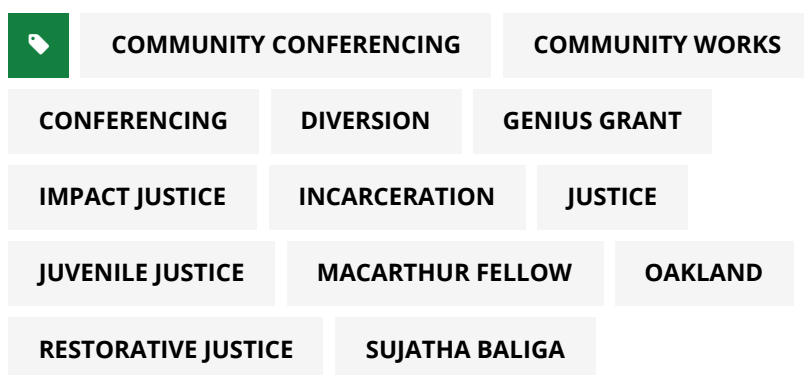 COMMUNITY CONFERENCING COMMUNITY WORKS
CONFERENCING DIVERSION GENIUS GRANT
IMPACT JUSTICE INCARCERATION JUSTICE
JUVENILE JUSTICE MACARTHUR FELLOW OAKLAND
RESTORATIVE JUSTICE SUJATHA BALIGA